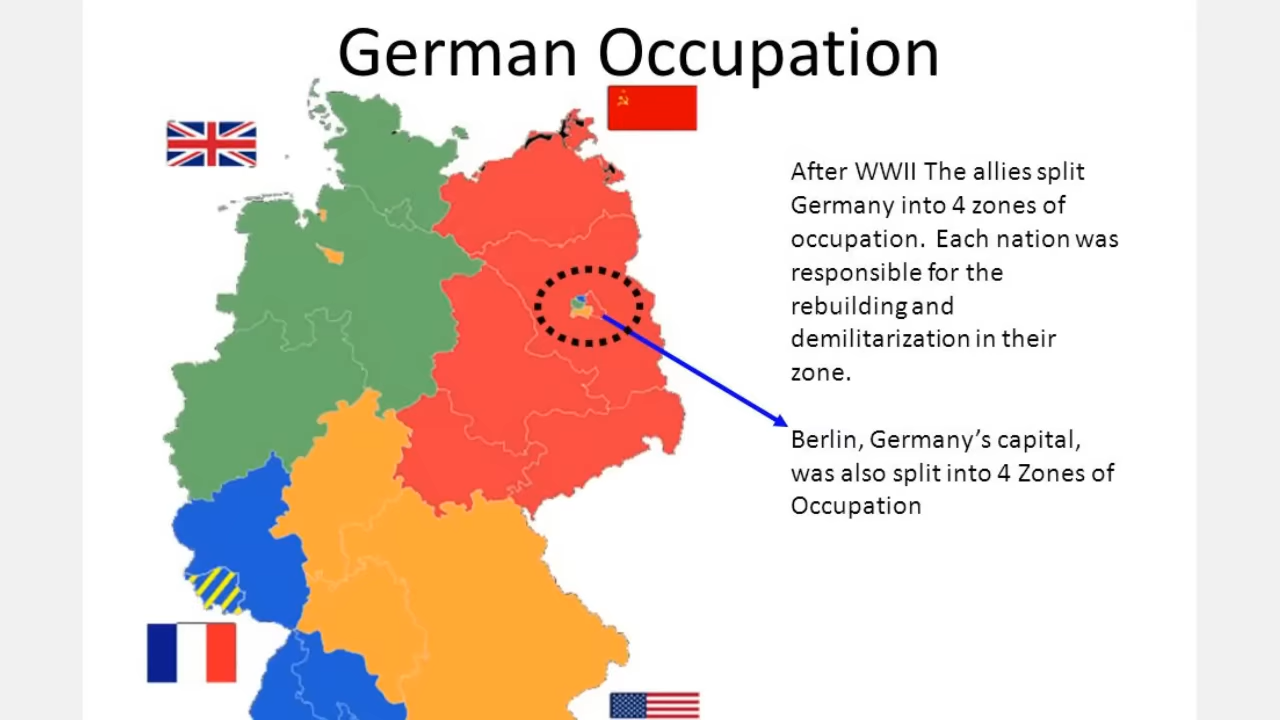 German Occupation
After WWII The allies split
Germany into 4 zones of
occupation. Each nation was
responsible for the
rebuilding and
demilitarization in their
zone.
Berlin, Germany’s capital,
was also split into 4 Zones of
Occupation